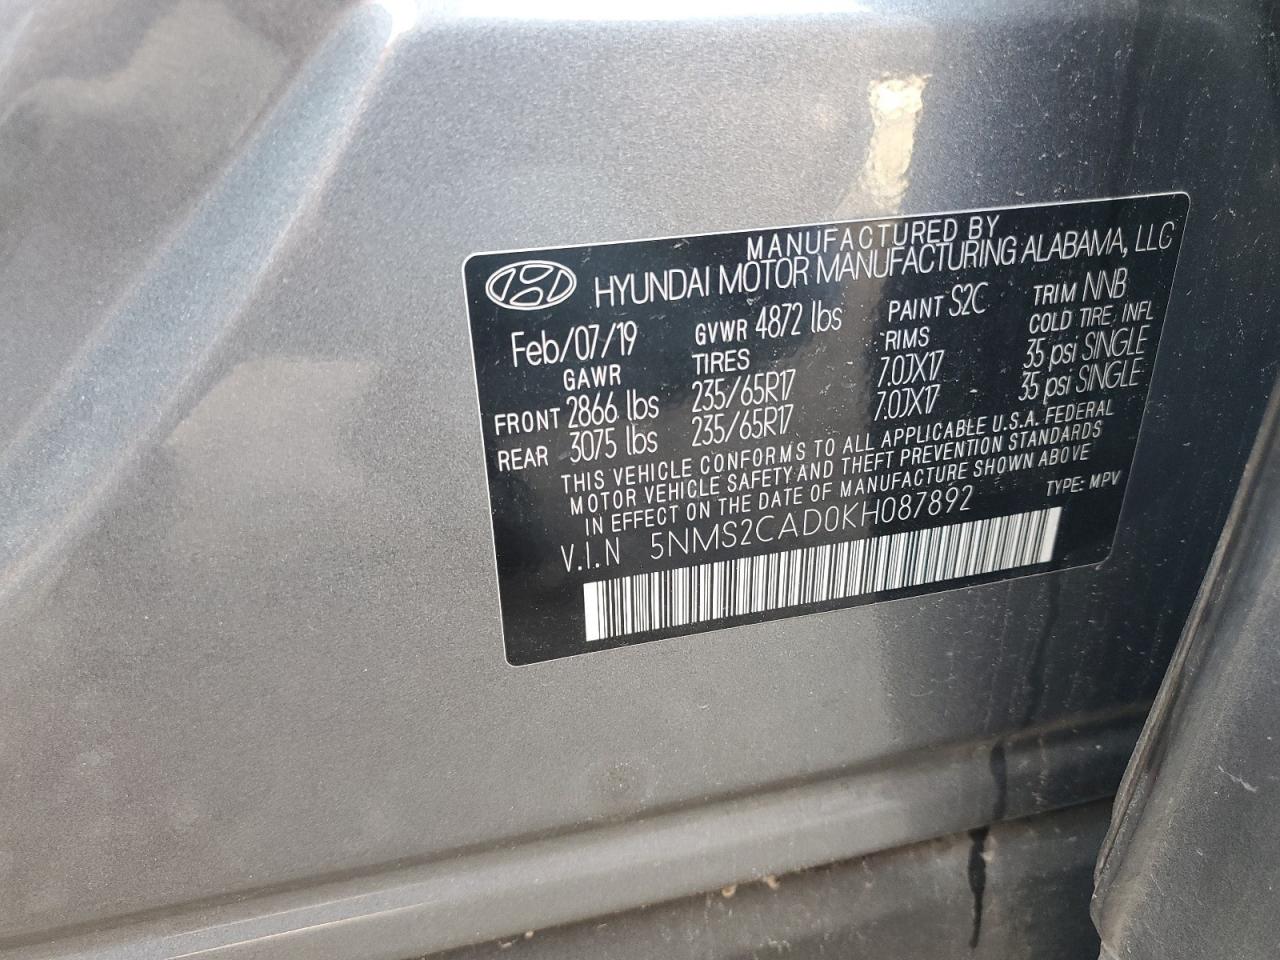 MANUFACTURED BY
HYUNDAI MOTOR MANUFACTURING ALABAMA, LLC
Feb/07/19 GVWR 4872 lbs PAINT S2C TRIM NNB
GAWR TIRES RIMS COLD TIRE, INFL
FRONT 2866 lbs 235/65R17 7.0JX17 35 psi SINGLE
REAR 3075 lbs 235/65R17 7.0JX17 35 psi SINGLE
THIS VEHICLE CONFORMS TO ALL APPLICABLE U.S.A. FEDERAL
MOTOR VEHICLE SAFETY AND THEFT PREVENTION STANDARDS
IN EFFECT ON THE DATE OF MANUFACTURE SHOWN ABOVE
V.I.N 5NMS2CAD0KH087892 TYPE: MPV